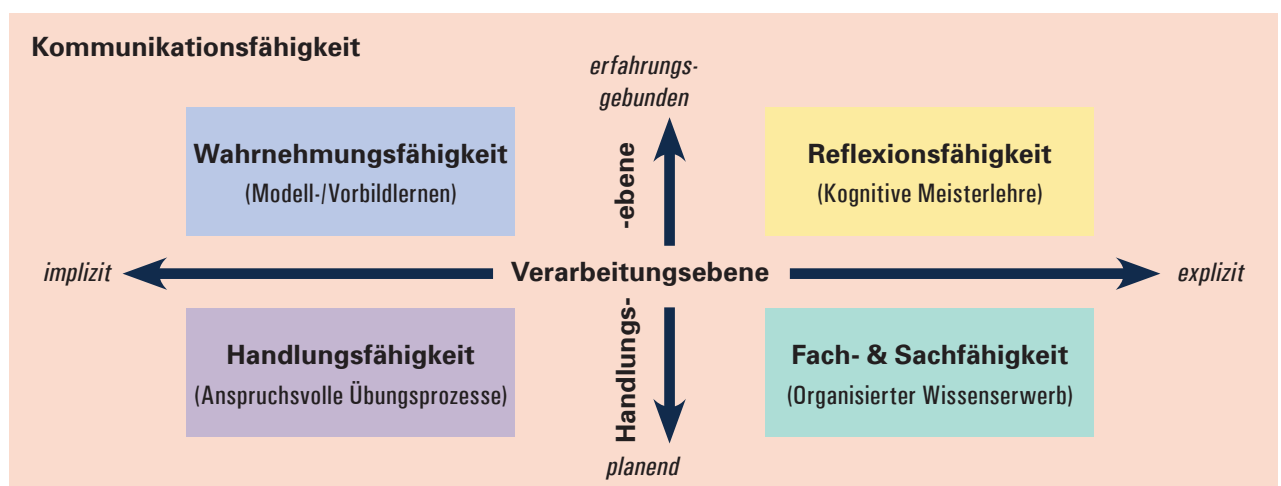 Kommunikationsfähigkeit
erfahrungs-
gebunden
Wahrnehmungsfähigkeit
(Modell-/Vorbildlernen)
Reflexionsfähigkeit
(Kognitive Meisterlehre)
-ebene
implizit
Verarbeitungsebene
explizit
Handlungs-
Handlungsfähigkeit
(Anspruchsvolle Übungsprozesse)
Fach- & Sachfähigkeit
(Organisierter Wissenserwerb)
planend